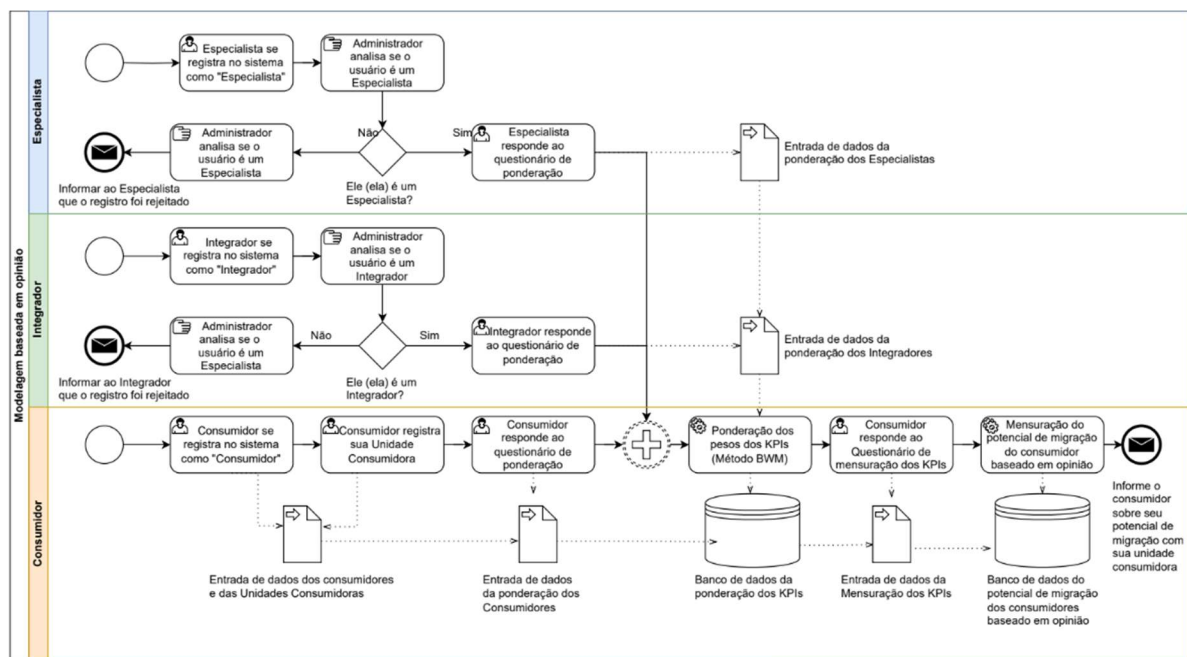 Modelagem baseada em opinião
Especialista
Especialista se
registra no sistema
como "Especialista"
Administrador
analisa se o
usuário é um
Especialista
Administrador
analisa se o
usuário é um
Especialista
Não
Sim
Especialista
responde ao
questionário de
ponderação
Entrada de dados da
ponderação dos Especialistas
Informar ao Especialista
que o registro foi rejeitado
Ele (ela) é um
Especialista?
Integrador
Integrador se
registra no sistema
como "Integrador"
Administrador
analisa se o
usuário é um
Integrador
Administrador
analisa se o
usuário é um
Especialista
Não
Sim
Integrador responde
ao questionário de
ponderação
Entrada de dados da
ponderação dos Integradores
Informar ao Integrador
que o registro foi rejeitado
Ele (ela) é um
Integrador?
Consumidor
Consumidor se
registra no sistema
como "Consumidor"
Consumidor registra
sua Unidade
Consumidora
Consumidor
responde ao
questionário de
ponderação
Ponderação dos
pesos dos KPIs
(Método BWM)
Consumidor
responde ao
Questionário de
mensuração dos KPIs
Mensuração do
potencial de migração
do consumidor
baseado em opinião
Informe o
consumidor
sobre seu
potencial de
migração com
sua unidade
consumidora
Entrada de dados dos consumidores
e das Unidades Consumidoras
Entrada de dados
da ponderação dos
Consumidores
Banco de dados da
ponderação dos KPIs
Entrada de dados da
Mensuração dos KPIs
Banco de dados do
potencial de migração
dos consumidores
baseado em opinião